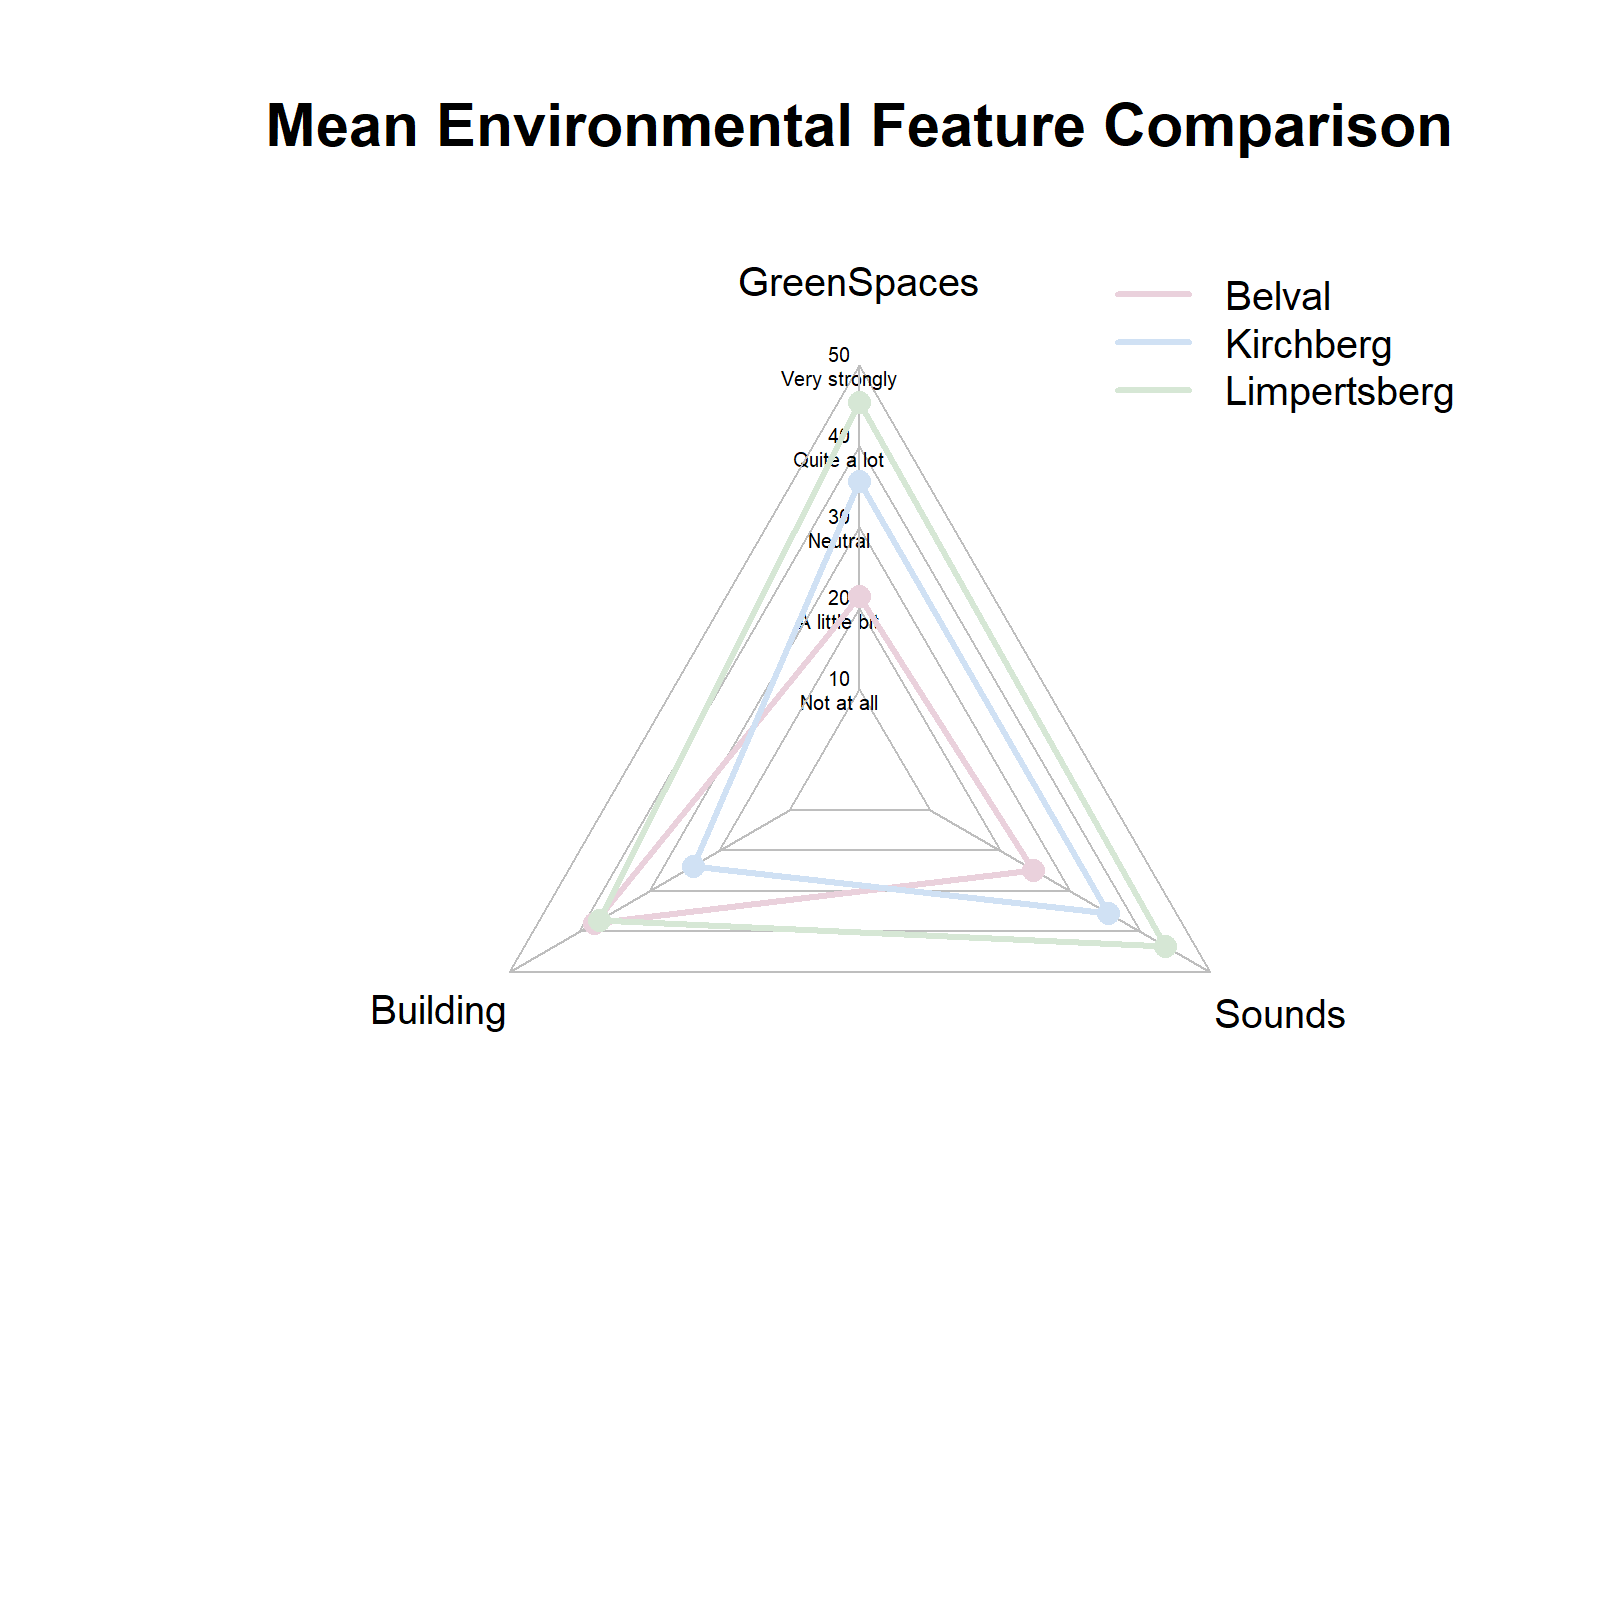 Mean Environmental Feature Comparison
GreenSpaces
Belval
Kirchberg
Limpertsberg
50
Very strongly
40
Quite a lot
30
Neutral
20
A little bit
10
Not at all
Building
Sounds